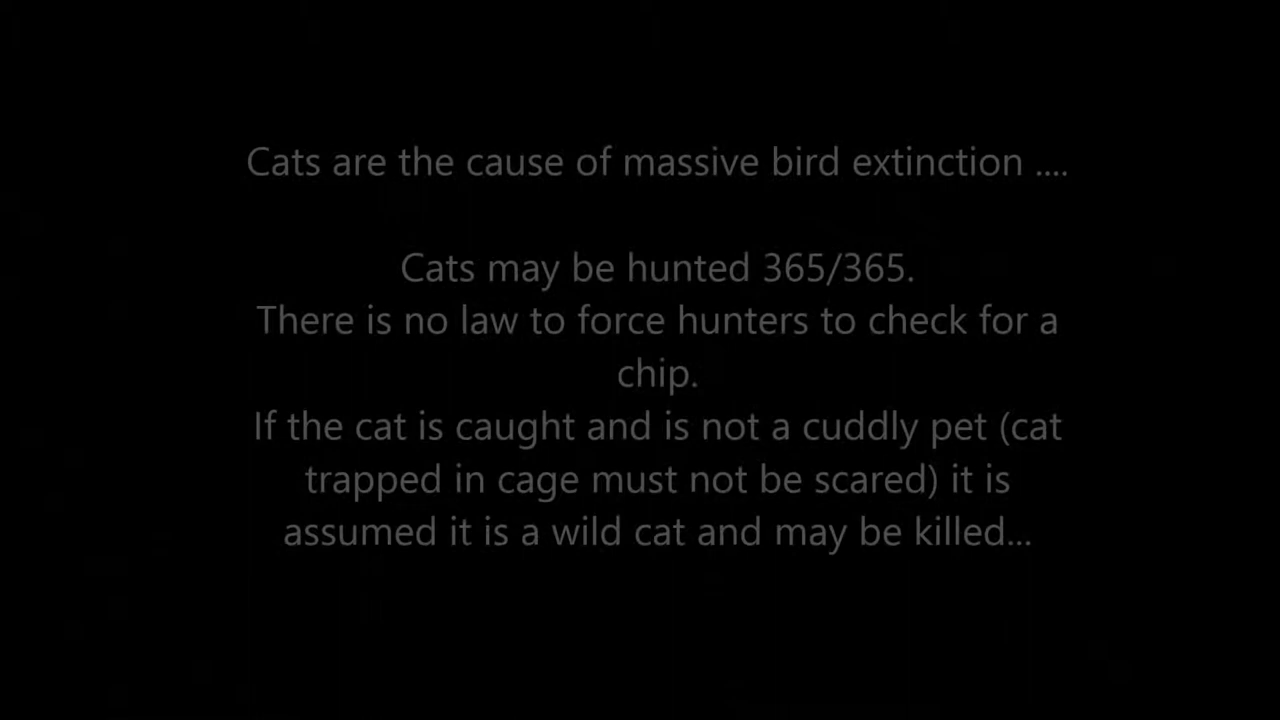 Cats are the cause of massive bird extinction ....
Cats may be hunted 365/365.
There is no law to force hunters to check for a
chip.
If the cat is caught and is not a cuddly pet (cat
trapped in cage must not be scared) it is
assumed it is a wild cat and may be killed...